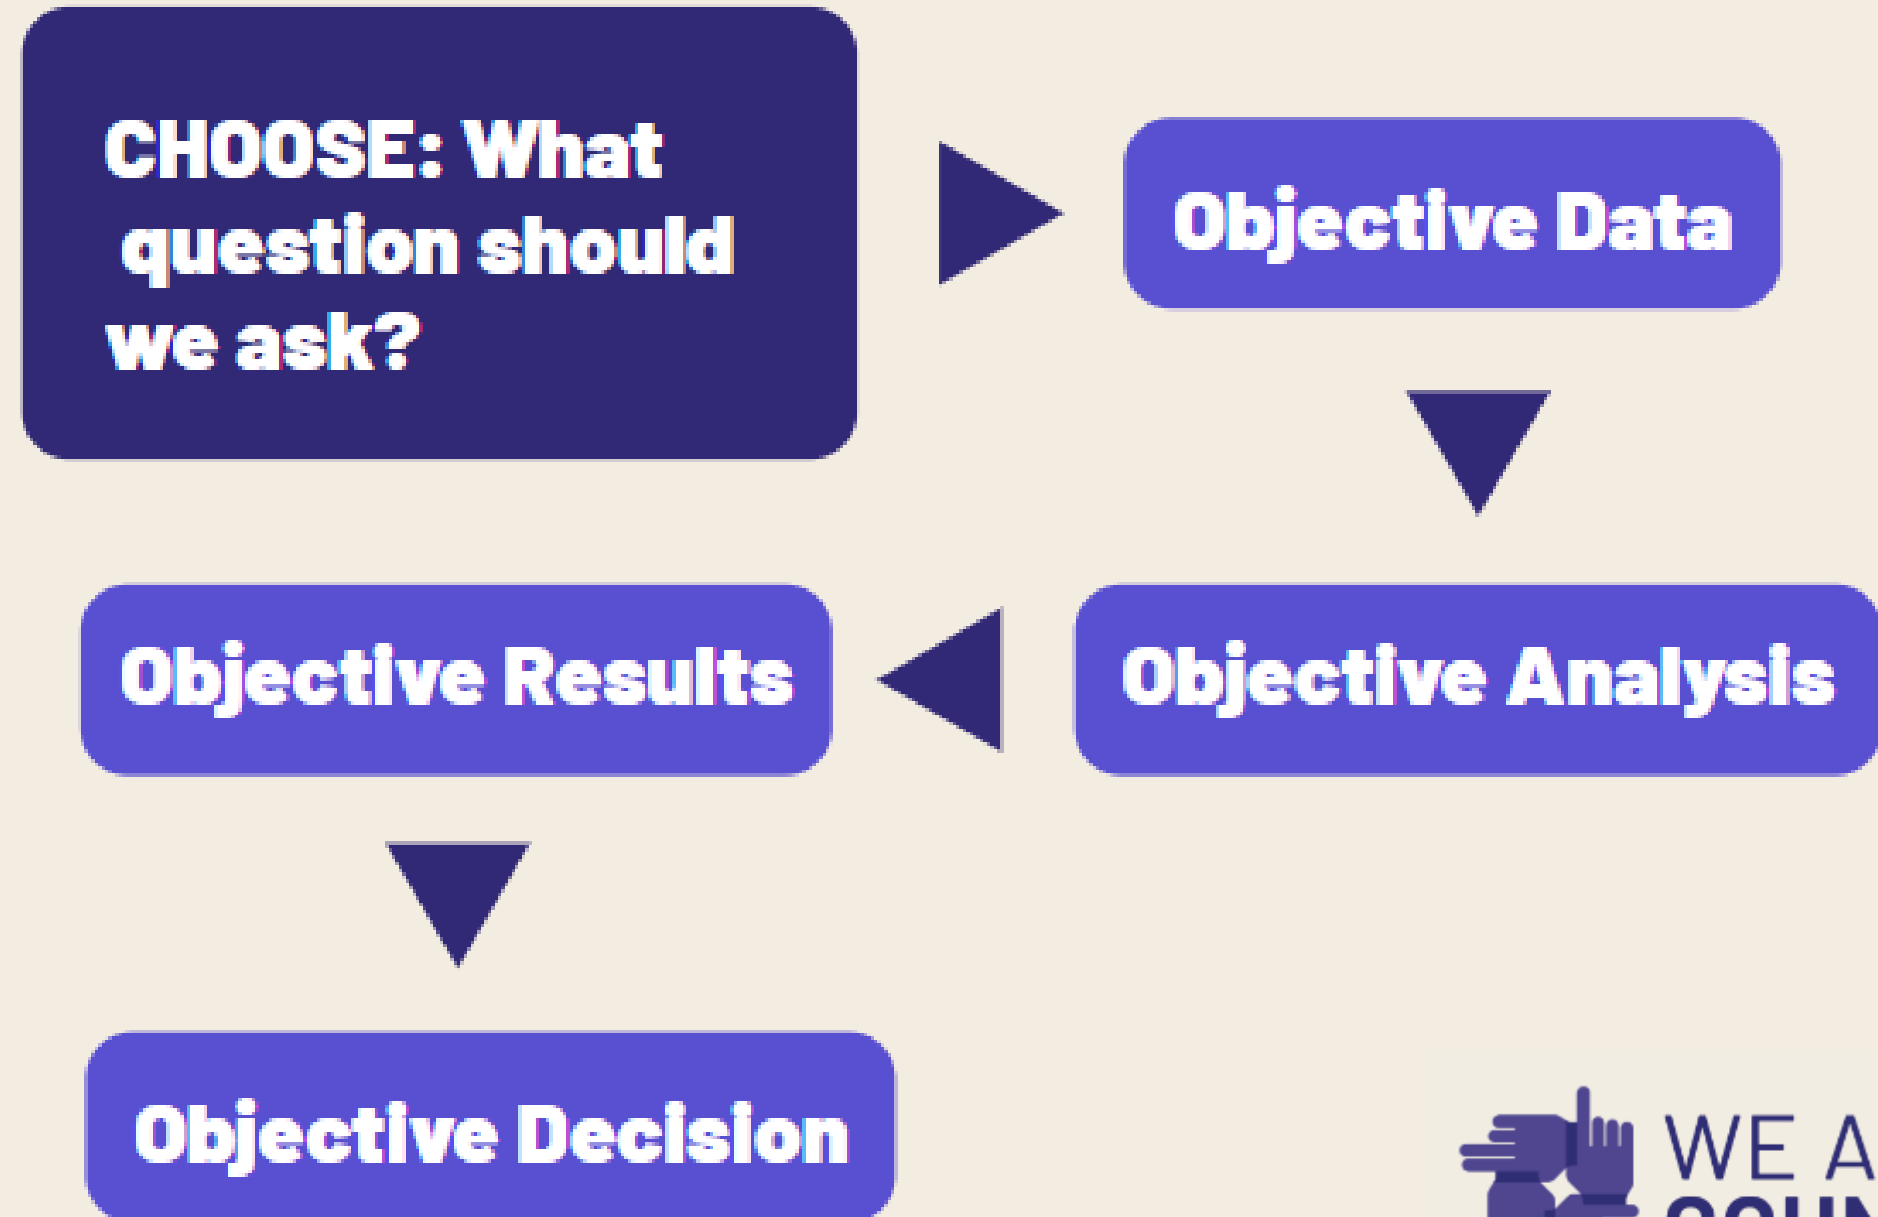 CHOOSE: What
question should
we ask?
Objective Data
Objective Analysis
Objective Results
Objective Decision
WE A